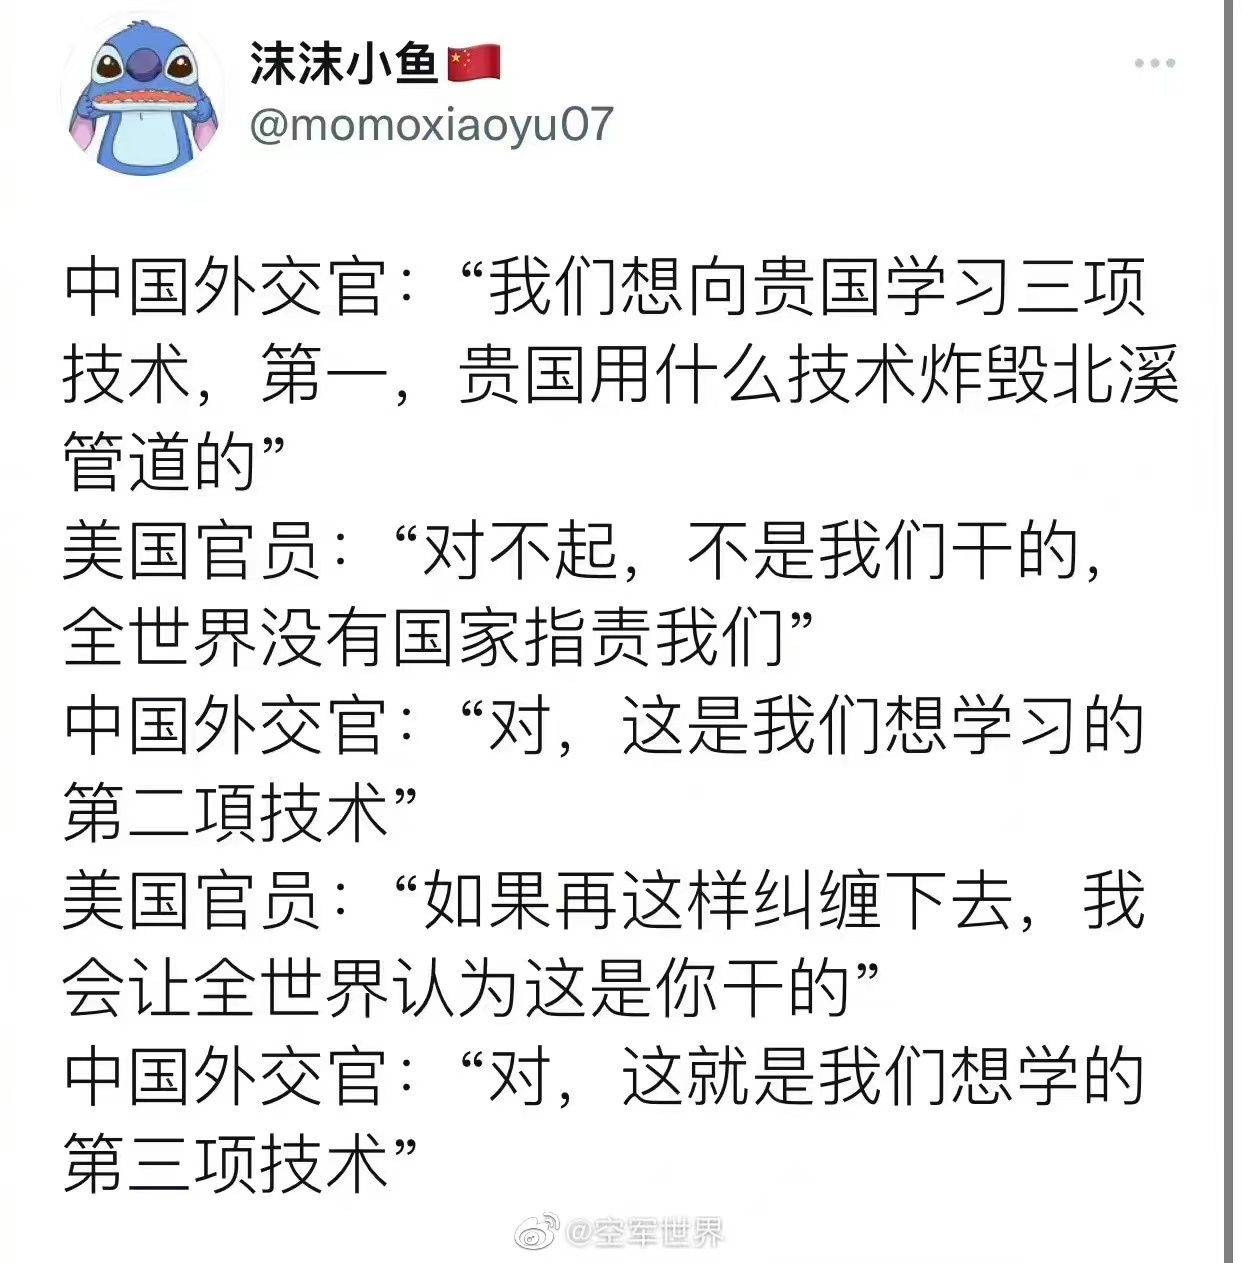 沫沫小鱼🇨🇳
@momoxiaoyu07
中国外交官：“我们想向贵国学习三项
技术，第一，贵国用什么技术炸毁北溪
管道的”
美国官员：“对不起，不是我们干的，
全世界没有国家指责我们”
中国外交官：“对，这是我们想学习的
第二項技术”
美国官员：“如果再这样纠缠下去，我
会让全世界认为这是你干的”
中国外交官：“对，这就是我们想学的
第三项技术”
@空军世界